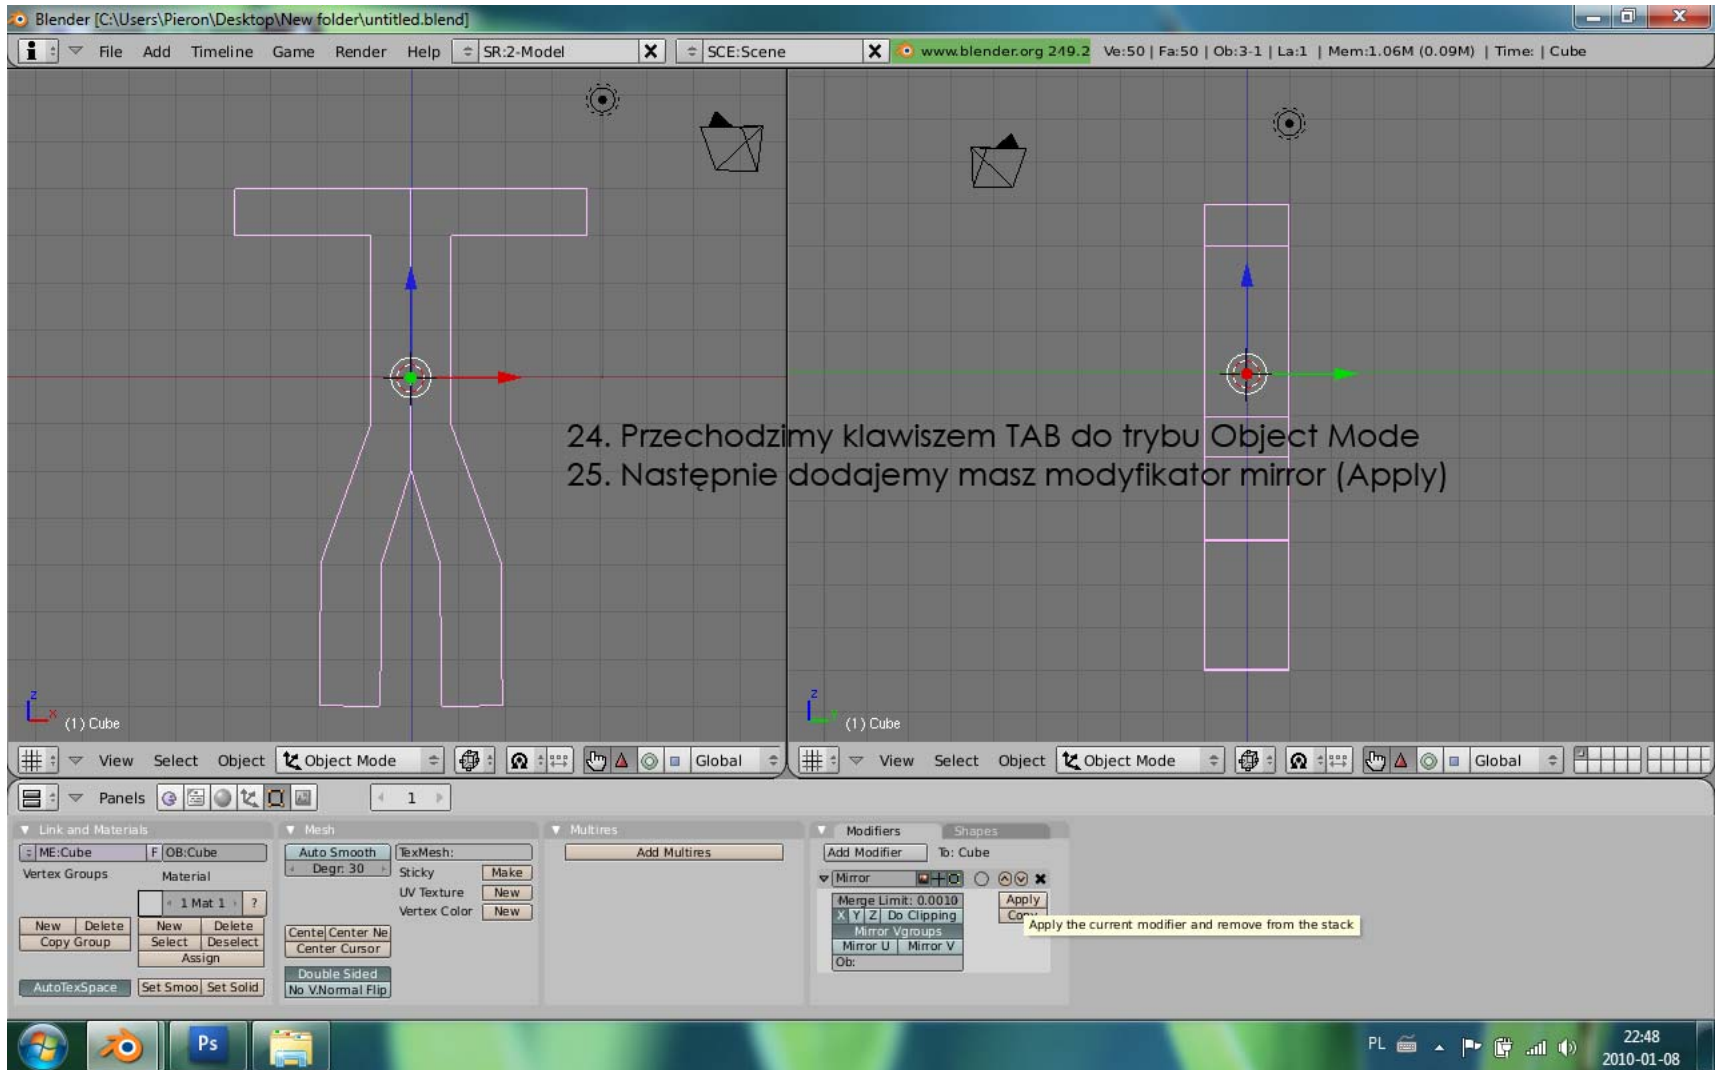 Blender [C:\Users\Pieron\Desktop\New folder\untitled.blend]
File Add Timeline Game Render Help SR:2-Model X SCE:Scene X www.blender.org 249.2 Ve:50 | Fa:50 | Ob:3-1 | La:1 | Mem:1.06M (0.09M) | Time: | Cube
24. Przechodzimy klawiszem TAB do trybu Object Mode
25. Następnie dodajemy masz modyfikator mirror (Apply)
z x (1) Cube
z y (1) Cube
View Select Object Object Mode Global
View Select Object Object Mode Global
Panels 1
Link and Materials
ME:Cube F OB:Cube
Vertex Groups Material
1 Mat 1 ?
New Delete New Delete
Copy Group Select Deselect
Assign
AutoTexSpace Set Smoo Set Solid
Mesh
Auto Smooth TexMesh:
Degr: 30 Sticky Make
UV Texture New
Vertex Color New
Cente Center Ne
Center Cursor
Double Sided
No V.Normal Flip
Multires
Add Multires
Modifiers Shapes
Add Modifier To: Cube
Mirror
Merge Limit: 0.0010 Apply
X Y Z Do Clipping Copy
Apply the current modifier and remove from the stack
Mirror Vgroups
Mirror U Mirror V
Ob:
Ps
PL
22:48
2010-01-08